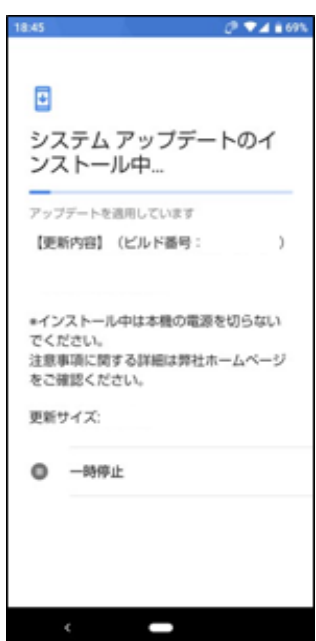 18:45
69%
システム アップデートのイ
ンストール中...
アップデートを適用しています
【更新内容】（ビルド番号：　　　）
※インストール中は本機の電源を切らない
でください。
注意事項に関する詳細は弊社ホームページ
をご確認ください。
更新サイズ:
一時停止